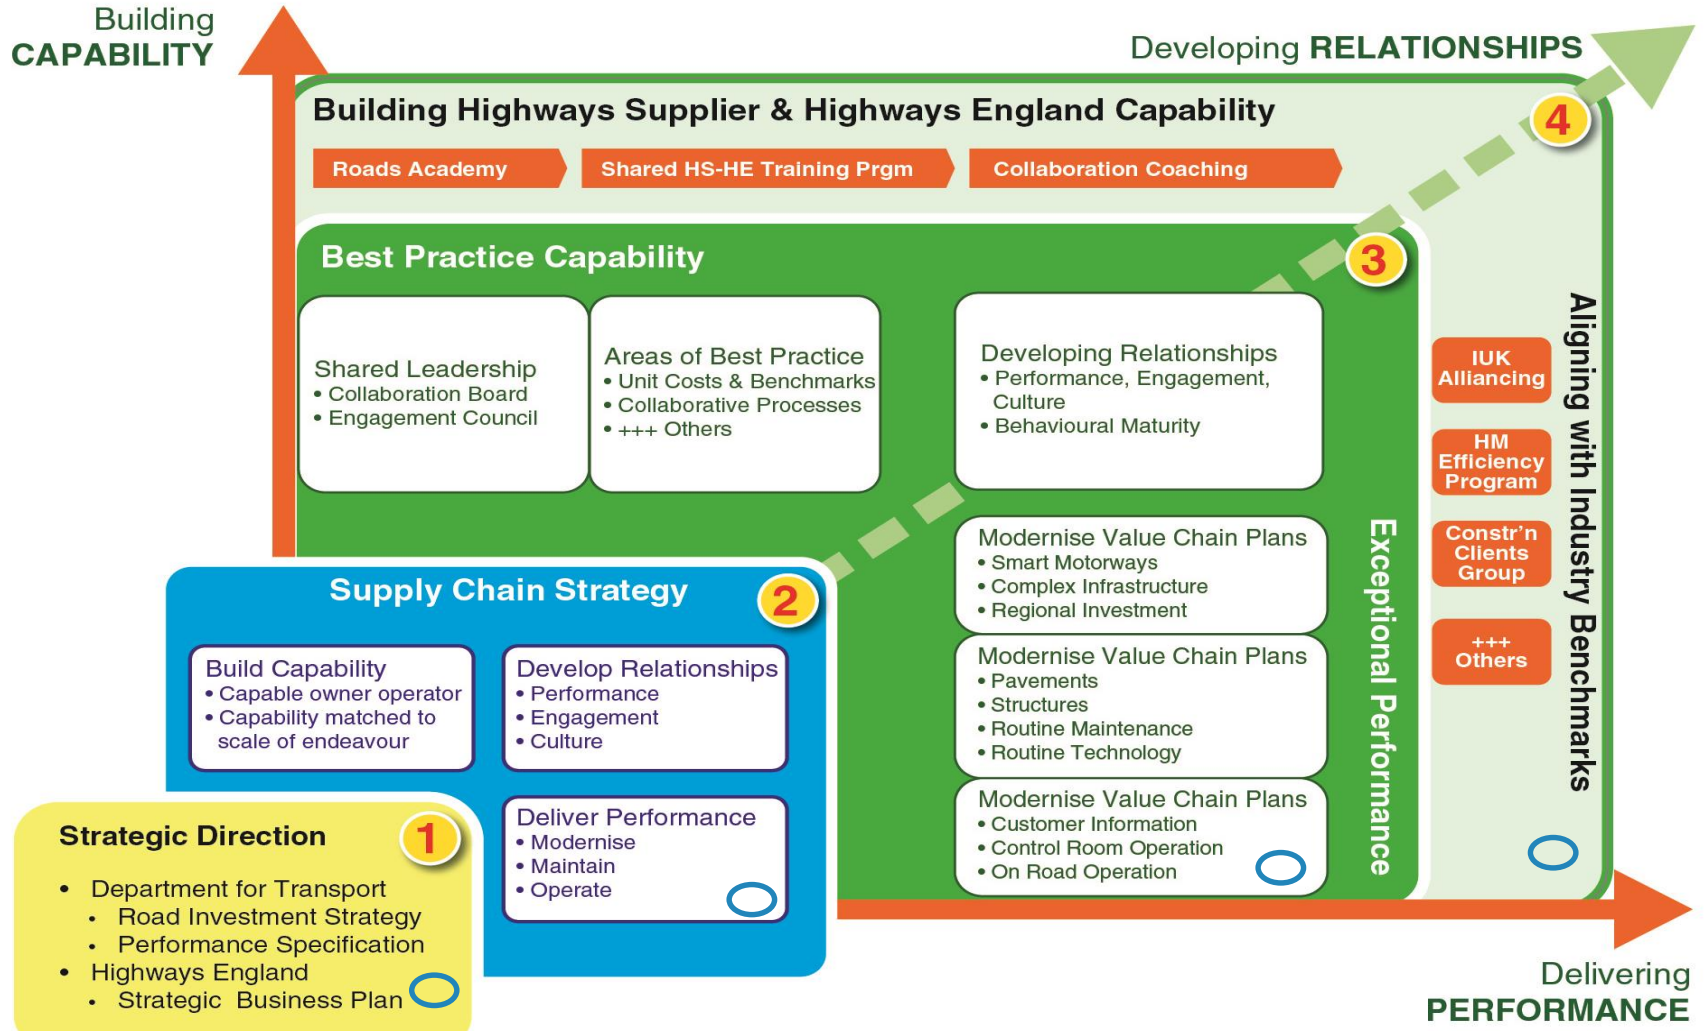 Building
CAPABILITY
Developing RELATIONSHIPS
Building Highways Supplier & Highways England Capability
4
Roads Academy
Shared HS-HE Training Prgm
Collaboration Coaching
Best Practice Capability
3
Shared Leadership
• Collaboration Board
• Engagement Council
Areas of Best Practice
• Unit Costs & Benchmarks
• Collaborative Processes
• +++ Others
Developing Relationships
• Performance, Engagement,
Culture
• Behavioural Maturity
Modernise Value Chain Plans
• Smart Motorways
• Complex Infrastructure
• Regional Investment
Modernise Value Chain Plans
• Pavements
• Structures
• Routine Maintenance
• Routine Technology
Modernise Value Chain Plans
• Customer Information
• Control Room Operation
• On Road Operation
Exceptional Performance
IUK
Alliancing
HM
Efficiency
Program
Constr'n
Clients
Group
+++
Others
Aligning with Industry Benchmarks
Supply Chain Strategy
2
Build Capability
• Capable owner operator
• Capability matched to
scale of endeavour
Develop Relationships
• Performance
• Engagement
• Culture
Deliver Performance
• Modernise
• Maintain
• Operate
Strategic Direction
1
• Department for Transport
• Road Investment Strategy
• Performance Specification
• Highways England
• Strategic Business Plan
Delivering
PERFORMANCE